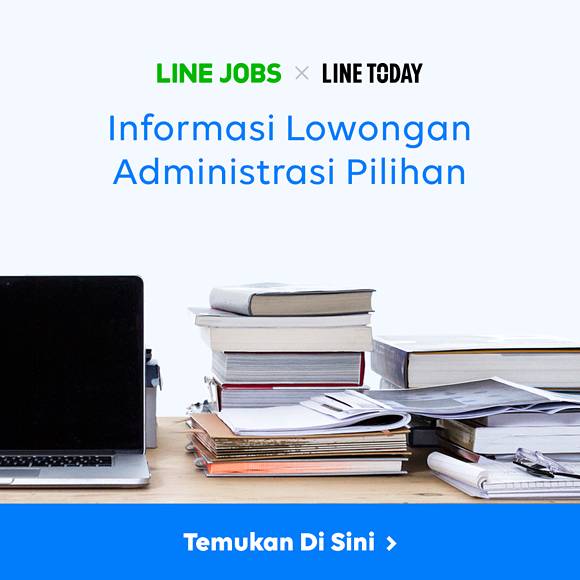 LINE JOBS × LINE TODAY
Informasi Lowongan
Administrasi Pilihan
Temukan Di Sini >